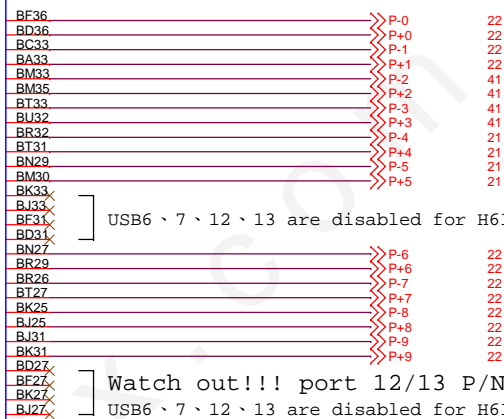 BF36 P-0 22
BD36 P+0 22
BC33 P-1 22
BA33 P+1 22
BM33 P-2 41
BM35 P+2 41
BT33 P-3 41
BU32 P+3 41
BR32 P-4 21
BT31 P+4 21
BN29 P-5 21
BM30 P+5 21
BK33
BJ33
BF31 USB6、7、12、13 are disabled for H61
BD31
BN27 P-6 22
BR29 P+6 22
BR26 P-7 22
BT27 P+7 22
BK25 P-8 22
BJ25 P+8 22
BJ31 P-9 22
BK31 P+9 22
BD27
BF27 Watch out!!! port 12/13 P/N
BK27
BJ27 USB6、7、12、13 are disabled for H61
x.com